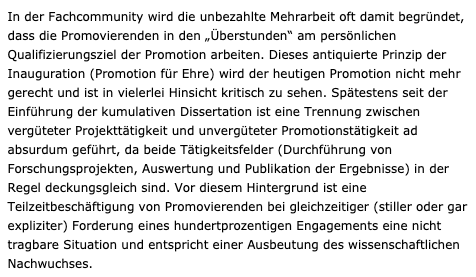 In der Fachcommunity wird die unbezahlte Mehrarbeit oft damit begründet,
dass die Promovierenden in den „Überstunden“ am persönlichen
Qualifizierungsziel der Promotion arbeiten. Dieses antiquierte Prinzip der
Inauguration (Promotion für Ehre) wird der heutigen Promotion nicht mehr
gerecht und ist in vielerlei Hinsicht kritisch zu sehen. Spätestens seit der
Einführung der kumulativen Dissertation ist eine Trennung zwischen
vergüteter Projekttätigkeit und unvergüteter Promotionstätigkeit ad
absurdum geführt, da beide Tätigkeitsfelder (Durchführung von
Forschungsprojekten, Auswertung und Publikation der Ergebnisse) in der
Regel deckungsgleich sind. Vor diesem Hintergrund ist eine
Teilzeitbeschäftigung von Promovierenden bei gleichzeitiger (stiller oder gar
expliziter) Forderung eines hundertprozentigen Engagements eine nicht
tragbare Situation und entspricht einer Ausbeutung des wissenschaftlichen
Nachwuchses.